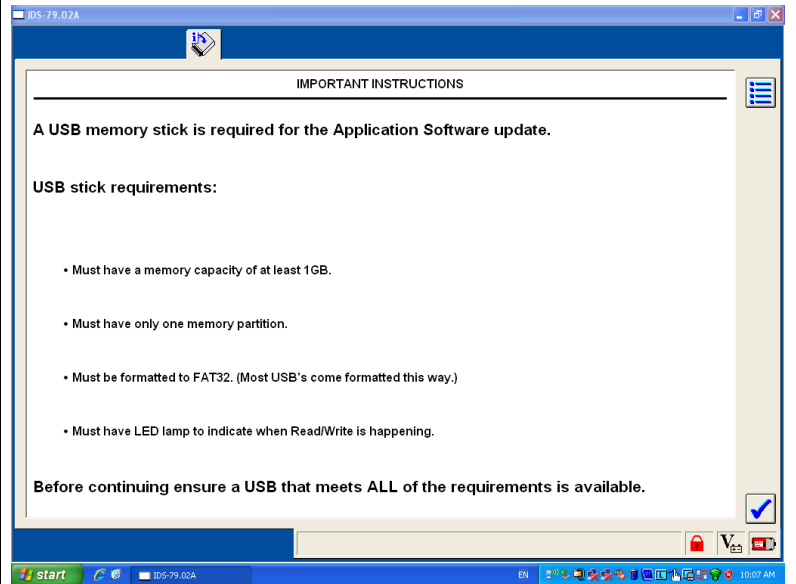 IDS-79.02A
IMPORTANT INSTRUCTIONS
A USB memory stick is required for the Application Software update.
USB stick requirements:
• Must have a memory capacity of at least 1GB.
• Must have only one memory partition.
• Must be formatted to FAT32. (Most USB's come formatted this way.)
• Must have LED lamp to indicate when Read/Write is happening.
Before continuing ensure a USB that meets ALL of the requirements is available.
V
start
IDS-79.02A
EN
10:07 AM